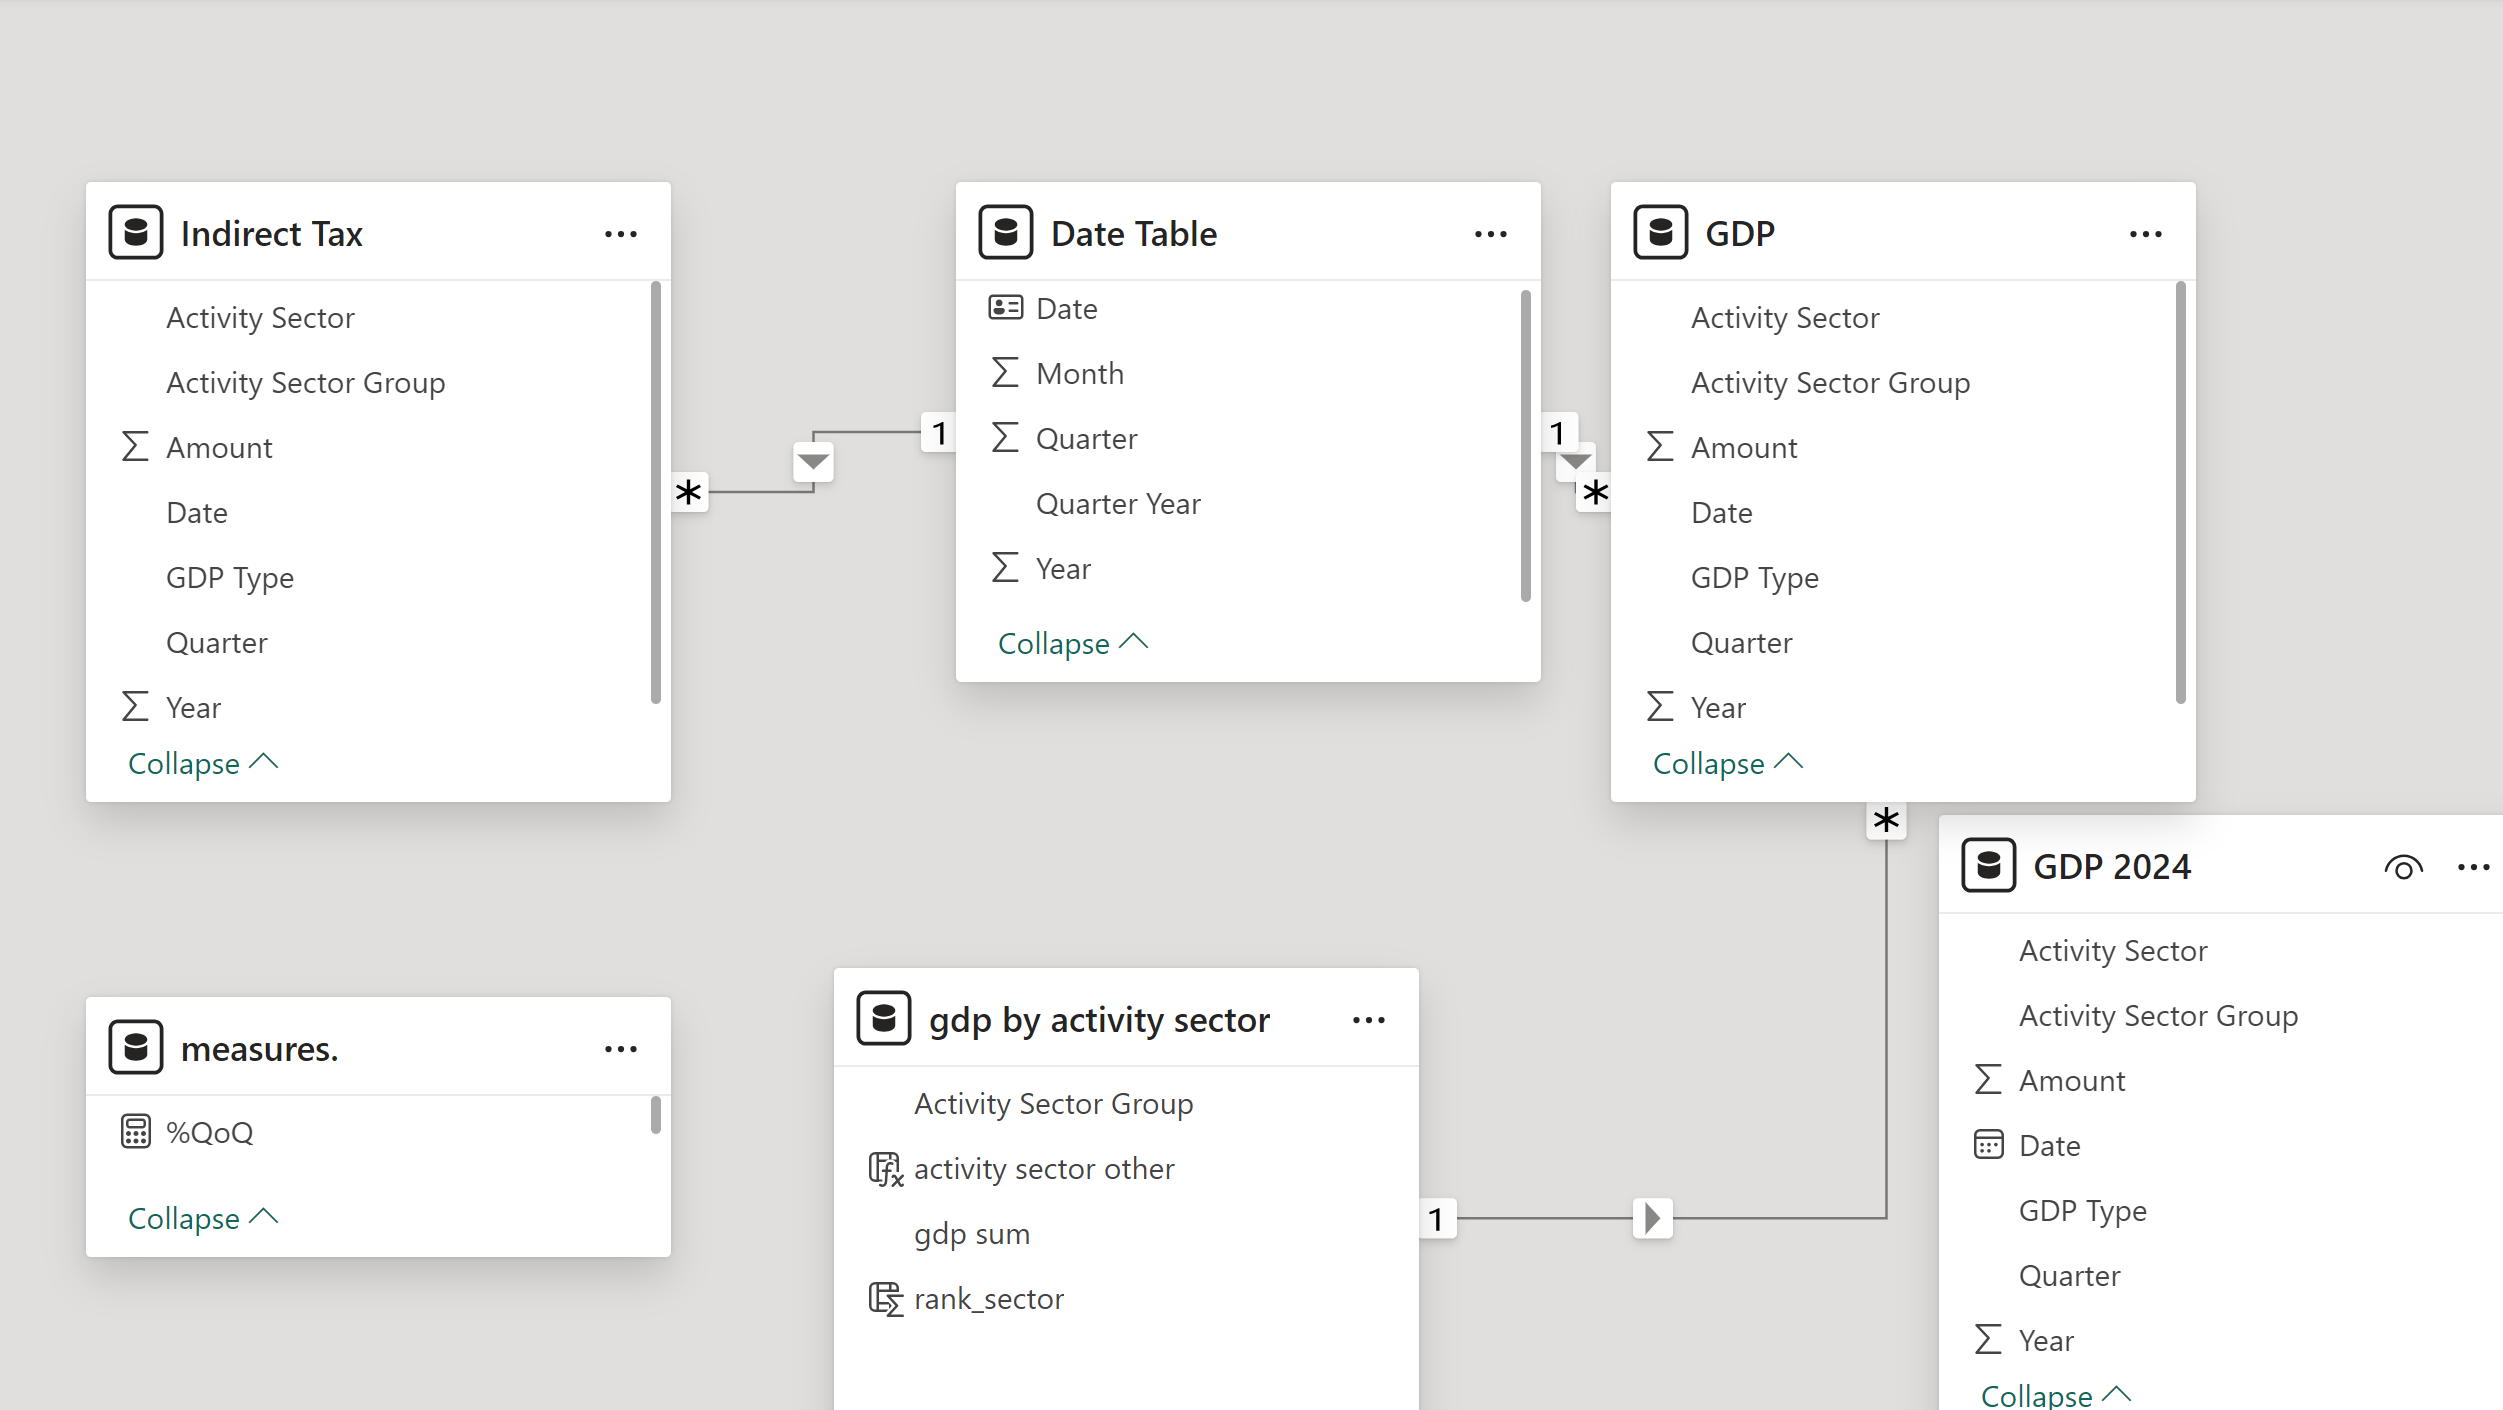 Indirect Tax
Activity Sector
Activity Sector Group
Amount
Date
GDP Type
Quarter
Year
Collapse
*
1
Date Table
Date
Month
Quarter
Quarter Year
Year
Collapse
1
*
GDP
Activity Sector
Activity Sector Group
Amount
Date
GDP Type
Quarter
Year
Collapse
*
measures.
%QoQ
Collapse
gdp by activity sector
Activity Sector Group
activity sector other
gdp sum
rank_sector
1
GDP 2024
Activity Sector
Activity Sector Group
Amount
Date
GDP Type
Quarter
Year
Collapse